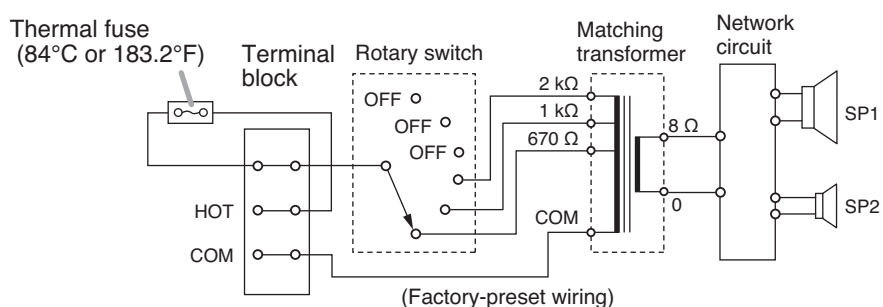 Thermal fuse
(84°C or 183.2°F)
Terminal
block
Rotary switch
Matching
transformer
Network
circuit
OFF
OFF
OFF
2 kΩ
1 kΩ
670 Ω
COM
8 Ω
0
SP1
SP2
HOT
COM
(Factory-preset wiring)